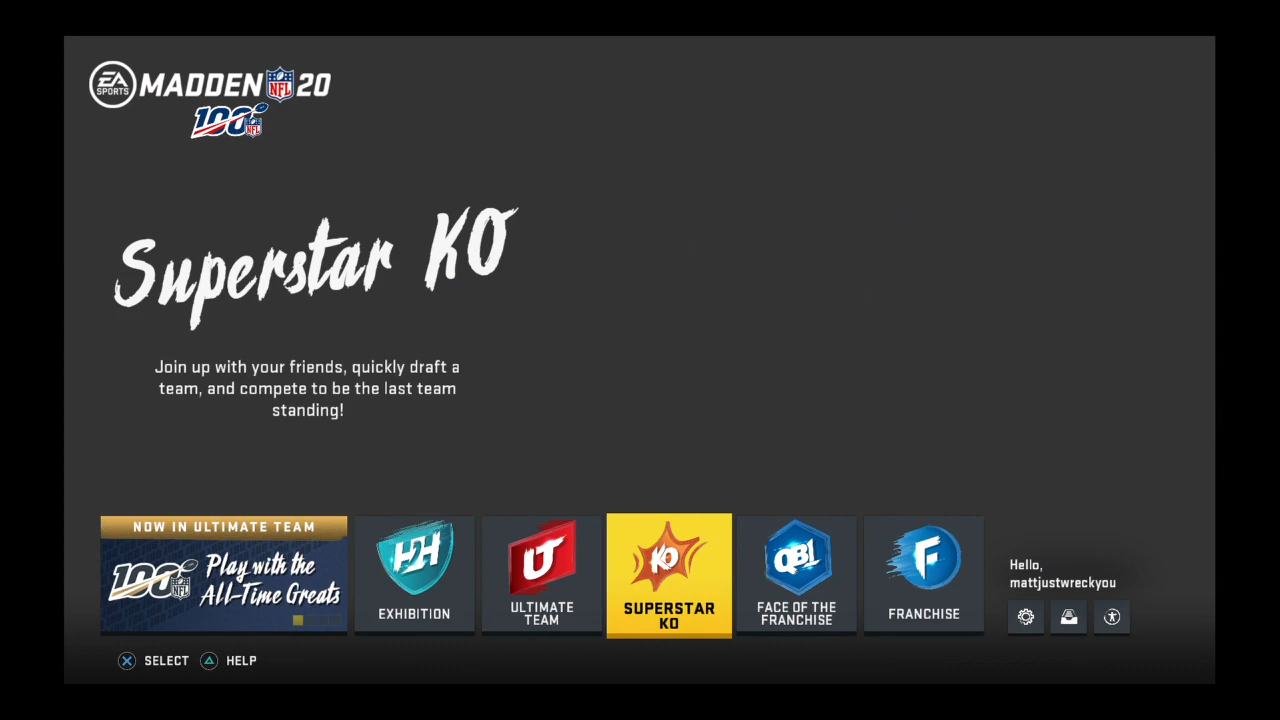 EA SPORTS MADDEN NFL 20
100 NFL
Superstar KO
Join up with your friends, quickly draft a
team, and compete to be the last team
standing!
NOW IN ULTIMATE TEAM
100 NFL
Play with the
All-Time Greats
H2H
EXHIBITION
UT
ULTIMATE
TEAM
KO
SUPERSTAR
KO
QB1
FACE OF THE
FRANCHISE
F
FRANCHISE
Hello,
mattjustwreckyou
SELECT
HELP